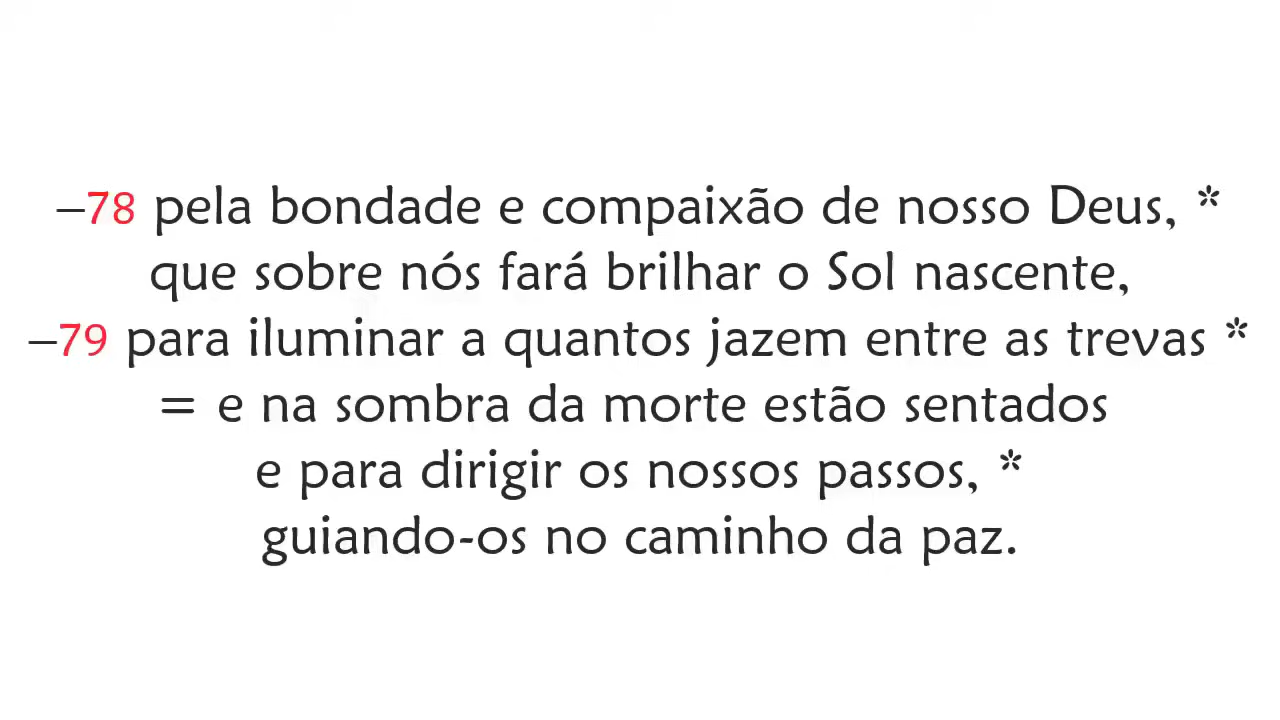 –78 pela bondade e compaixão de nosso Deus, *
que sobre nós fará brilhar o Sol nascente,
–79 para iluminar a quantos jazem entre as trevas *
= e na sombra da morte estão sentados
e para dirigir os nossos passos, *
guiando-os no caminho da paz.